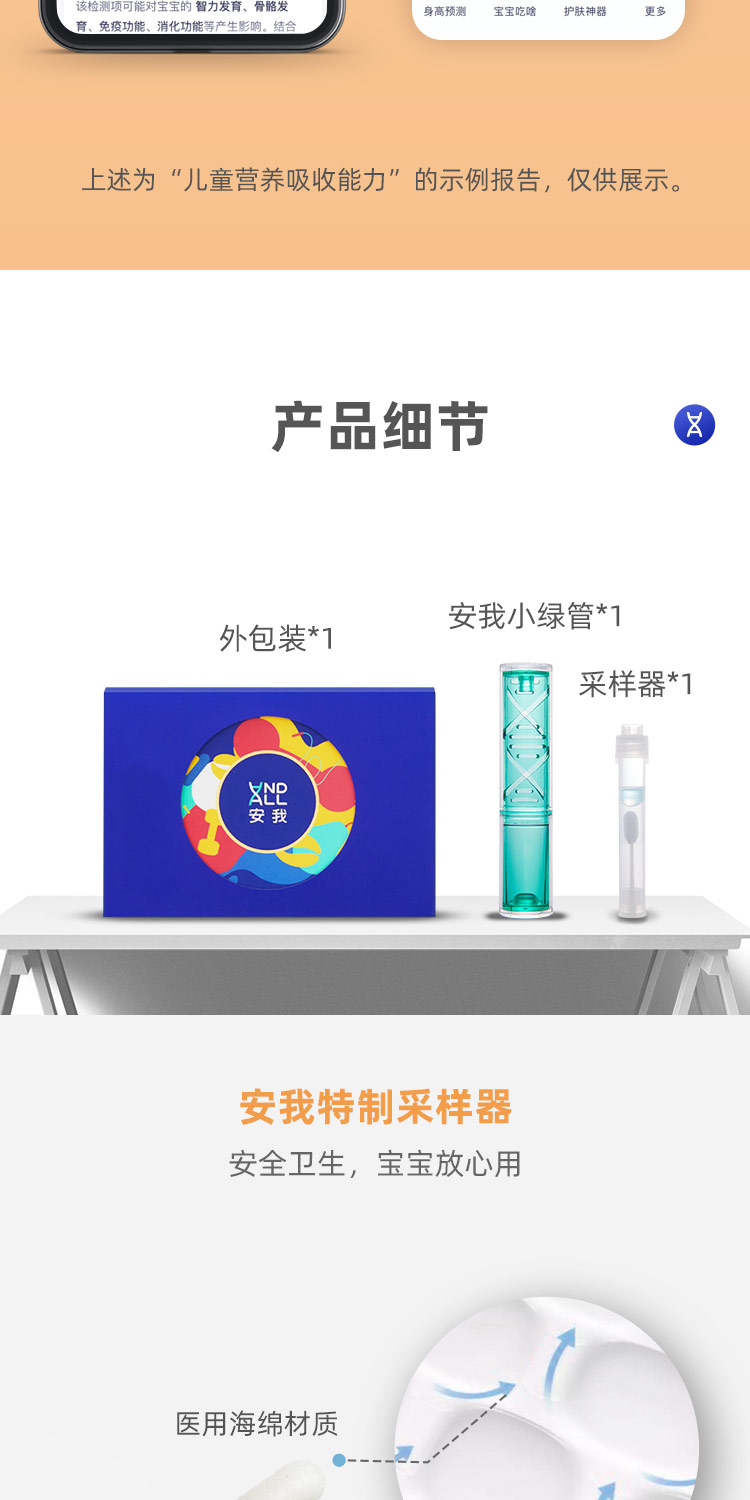 该检测项可能对宝宝的 智力发育、骨骼发
育、免疫功能、消化功能等产生影响。结合
身高预测 宝宝吃啥 护肤神器 更多
上述为“儿童营养吸收能力”的示例报告，仅供展示。
产品细节
安我小绿管*1
外包装*1
采样器*1
AND
ALL
安我
安我特制采样器
安全卫生，宝宝放心用
医用海绵材质